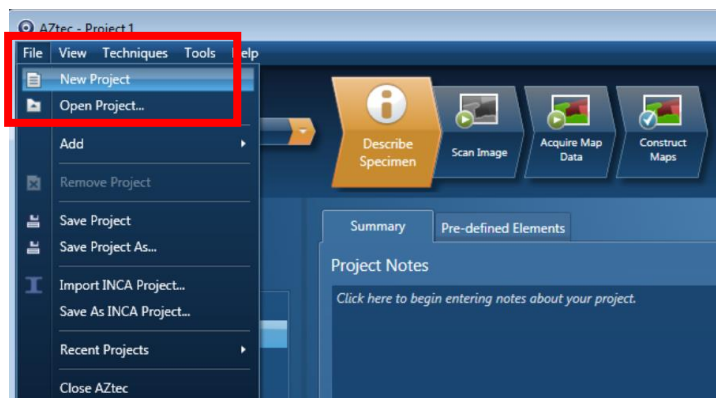 AZtec - Project 1
File View Techniques Tools Help
New Project
Open Project...
Add
Remove Project
Save Project
Save Project As...
Import INCA Project...
Save As INCA Project...
Recent Projects
Close AZtec
Describe
Specimen
Scan Image
Acquire Map
Data
Construct
Maps
Summary Pre-defined Elements
Project Notes
Click here to begin entering notes about your project.